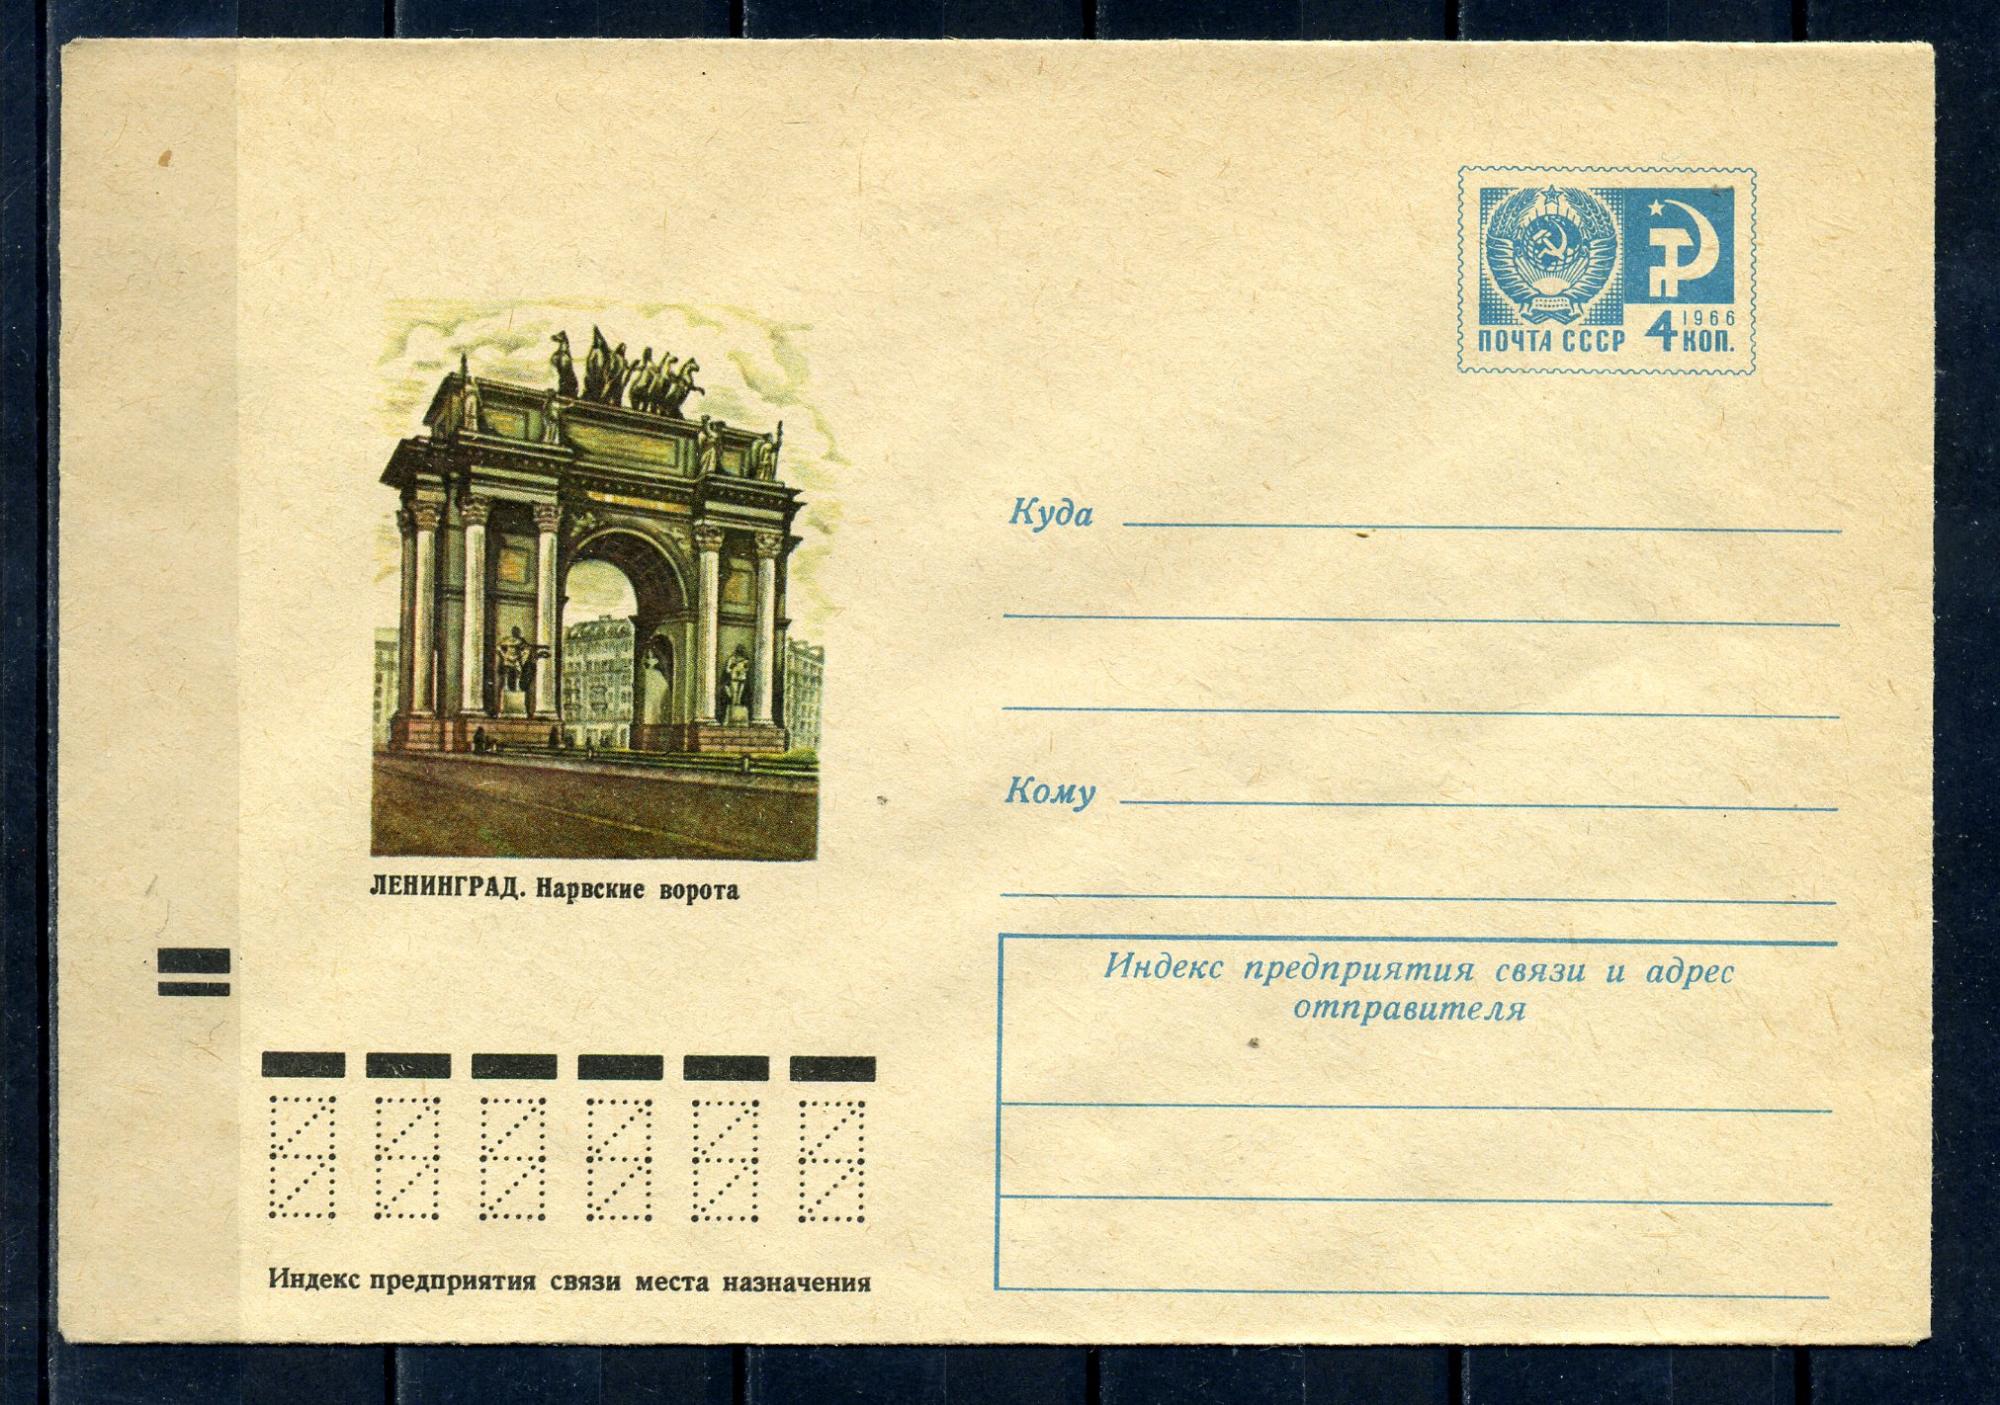 1966
ПОЧТА СССР 4 КОП.
Куда
Кому
ЛЕНИНГРАД. Нарвские ворота
Индекс предприятия связи и адрес
отправителя
Индекс предприятия связи места назначения